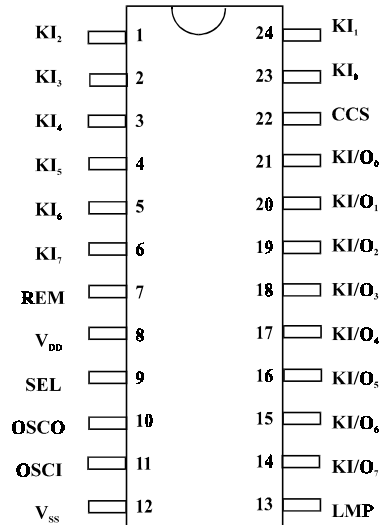 KI₂ 1 24 KI₁
KI₃ 2 23 KI₀
KI₄ 3 22 CCS
KI₅ 4 21 KI/O₀
KI₆ 5 20 KI/O₁
KI₇ 6 19 KI/O₂
REM 7 18 KI/O₃
V_DD 8 17 KI/O₄
SEL 9 16 KI/O₅
OSCO 10 15 KI/O₆
OSCI 11 14 KI/O₇
V_SS 12 13 LMP